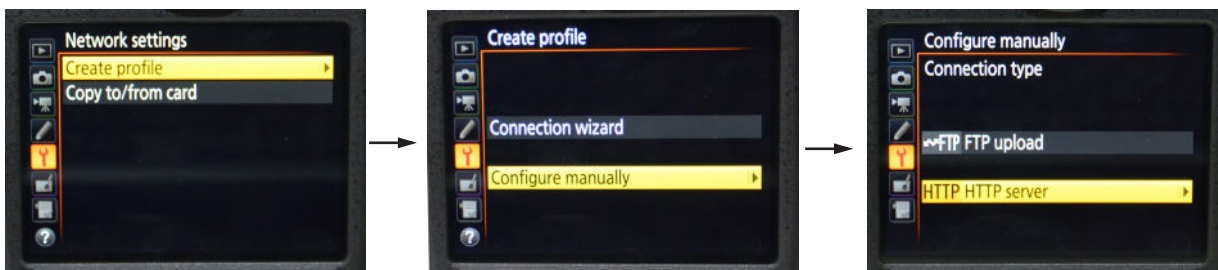 Network settings
Create profile
Copy to/from card
?
Create profile
Connection wizard
Configure manually
?
Configure manually
Connection type
FTP FTP upload
HTTP HTTP server